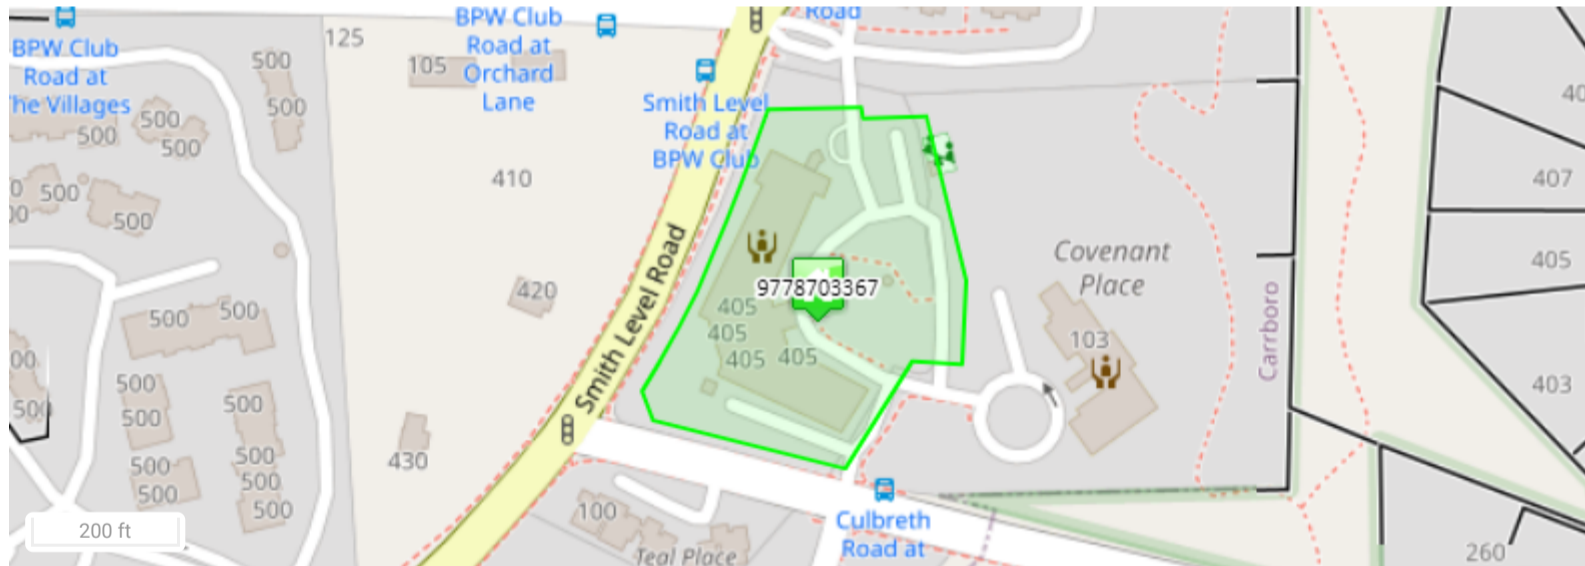 BPW Club
Road at
The Villages
125
BPW Club
Road at
Orchard
Lane
105
Road
Smith Level
Road at
BPW Club
500
500
500
500
500
500
500
410
407
405
403
Covenant
Place
Smith Level Road
420
9778703367
405
405
405
405
103
Carrboro
500
500
500
500
500
500
500
500
500
500
500
430
100
Teal Place
Culbreth
Road at
260
200 ft